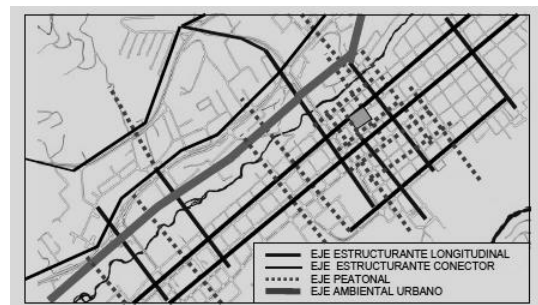 EJE ESTRUCTURANTE LONGITUDINAL
EJE ESTRUCTURANTE CONECTOR
EJE PEATONAL
EJE AMBIENTAL URBANO